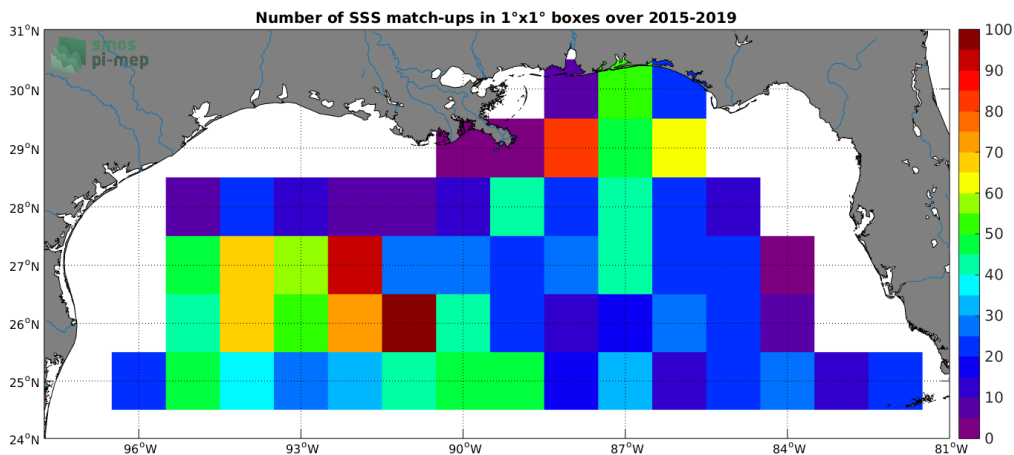 Number of SSS match-ups in 1°x1° boxes over 2015-2019
smos
pi-mep
31°N
30°N
29°N
28°N
27°N
26°N
25°N
24°N
96°W 93°W 90°W 87°W 84°W 81°W
100
90
80
70
60
50
40
30
20
10
0